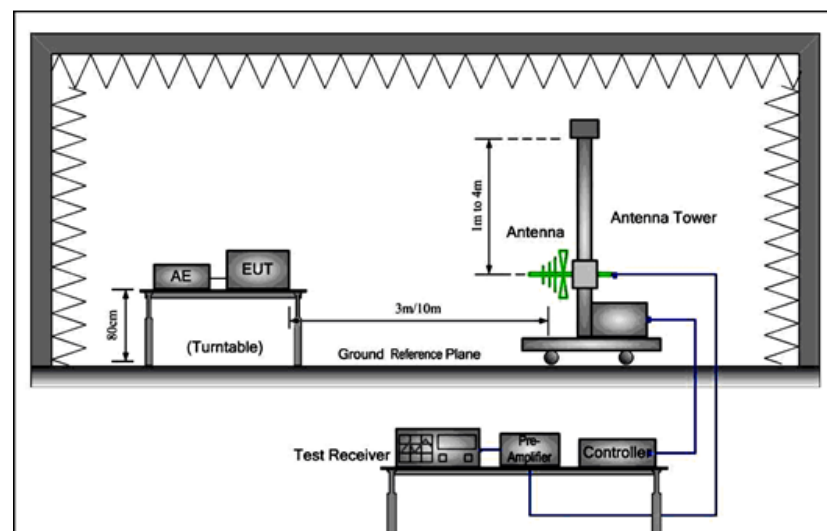 1m to 4m
Antenna Tower
Antenna
EUT
AE
3m/10m
80cm
(Turntable)
Ground Reference Plane
Test Receiver
Pre-
Amplifier
Controller